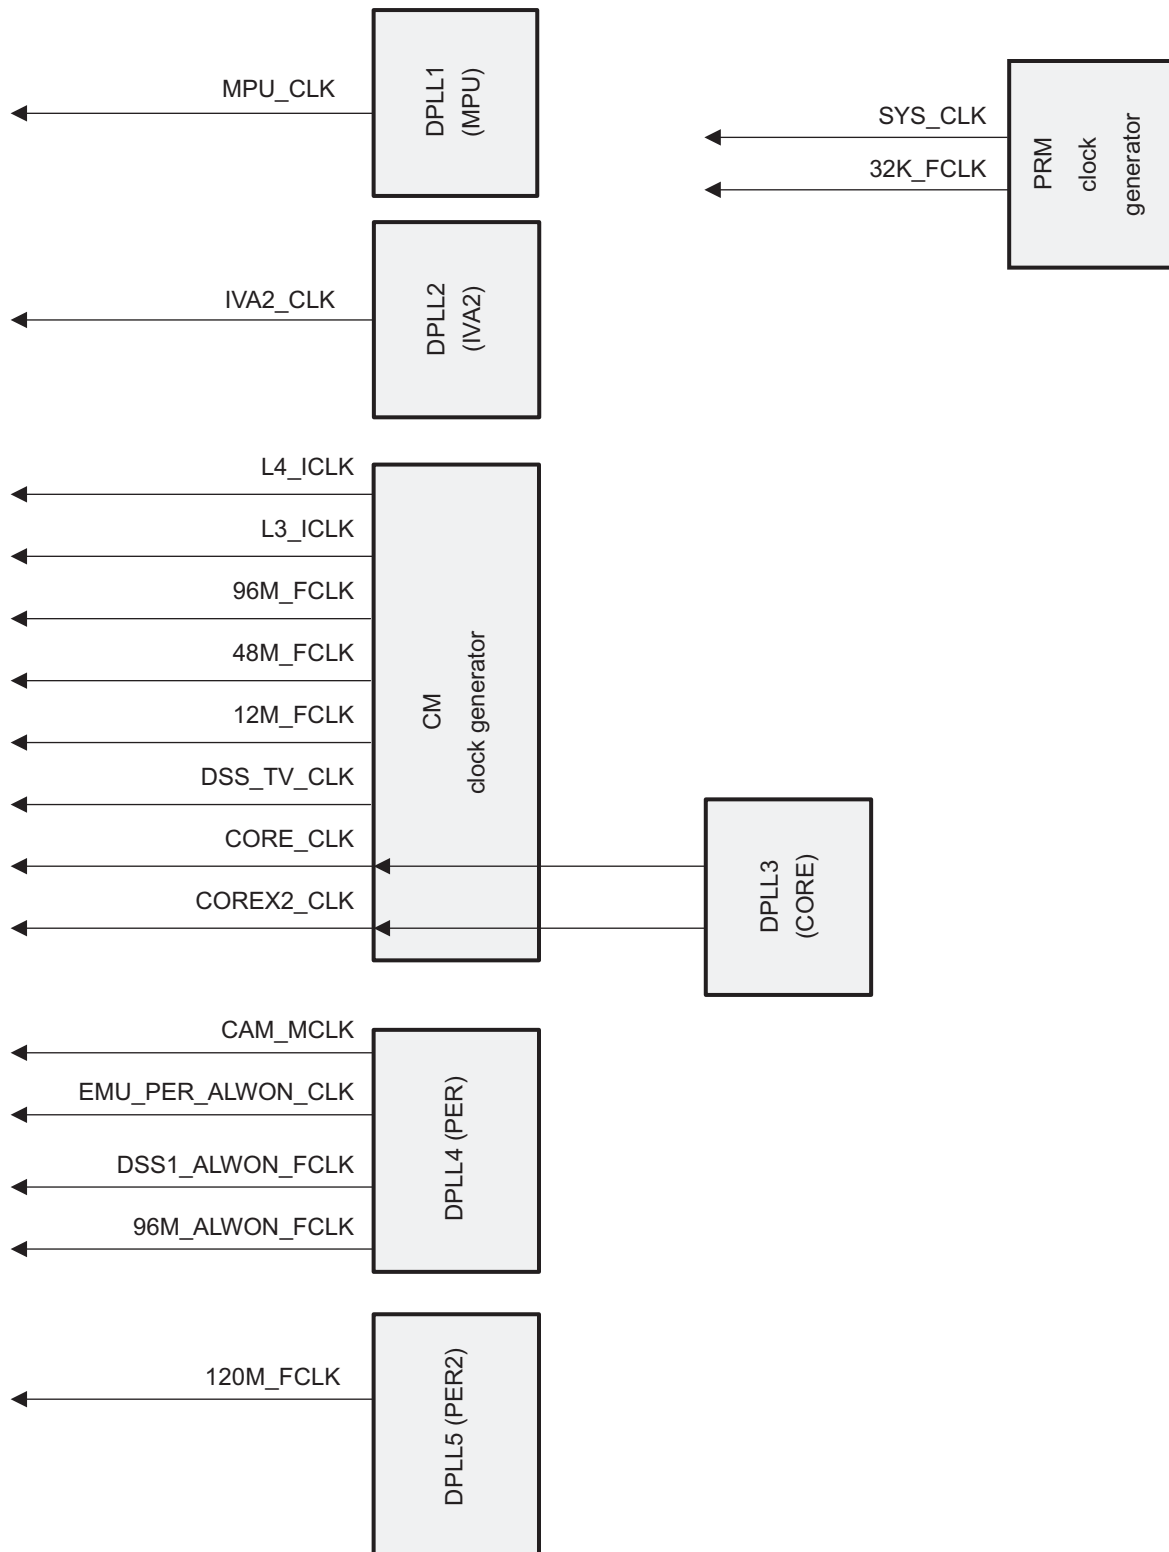 MPU_CLK
DPLL1
(MPU)
SYS_CLK
32K_FCLK
PRM
clock
generator
IVA2_CLK
DPLL2
(IVA2)
L4_ICLK
L3_ICLK
96M_FCLK
48M_FCLK
12M_FCLK
DSS_TV_CLK
CORE_CLK
COREX2_CLK
CM
clock generator
DPLL3
(CORE)
CAM_MCLK
EMU_PER_ALWON_CLK
DSS1_ALWON_FCLK
96M_ALWON_FCLK
DPLL4 (PER)
120M_FCLK
DPLL5 (PER2)